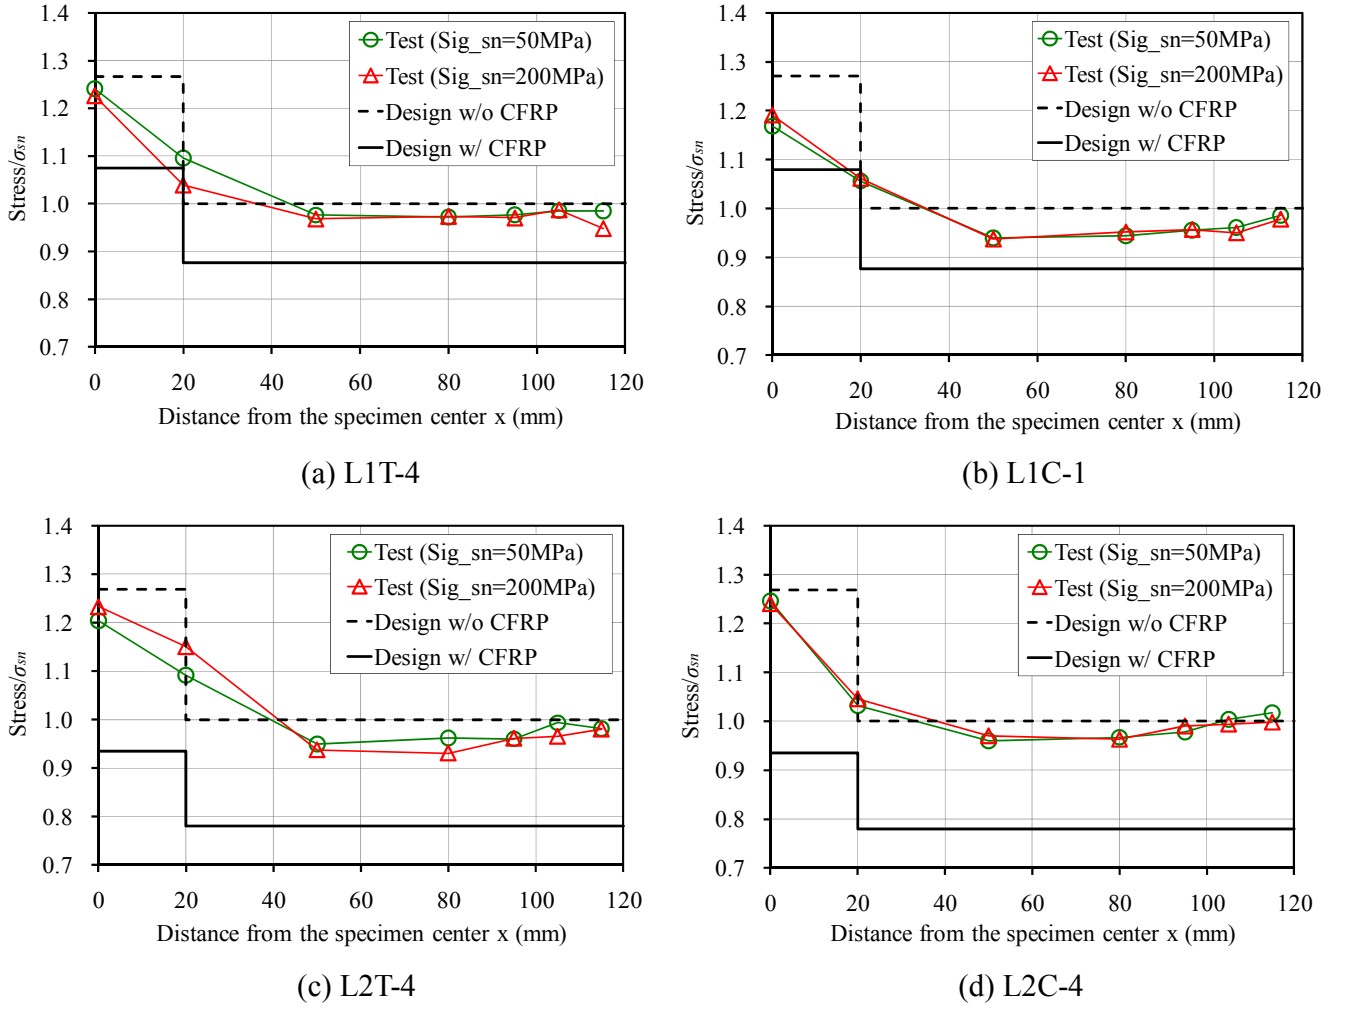 1.4
1.3
1.2
1.1
1.0
0.9
0.8
0.7
Stress/σsn
Test (Sig_sn=50MPa)
Test (Sig_sn=200MPa)
Design w/o CFRP
Design w/ CFRP
0 20 40 60 80 100 120
Distance from the specimen center x (mm)
(a) L1T-4
1.4
1.3
1.2
1.1
1.0
0.9
0.8
0.7
Stress/σsn
Test (Sig_sn=50MPa)
Test (Sig_sn=200MPa)
Design w/o CFRP
Design w/ CFRP
0 20 40 60 80 100 120
Distance from the specimen center x (mm)
(b) L1C-1
1.4
1.3
1.2
1.1
1.0
0.9
0.8
0.7
Stress/σsn
Test (Sig_sn=50MPa)
Test (Sig_sn=200MPa)
Design w/o CFRP
Design w/ CFRP
0 20 40 60 80 100 120
Distance from the specimen center x (mm)
(c) L2T-4
1.4
1.3
1.2
1.1
1.0
0.9
0.8
0.7
Stress/σsn
Test (Sig_sn=50MPa)
Test (Sig_sn=200MPa)
Design w/o CFRP
Design w/ CFRP
0 20 40 60 80 100 120
Distance from the specimen center x (mm)
(d) L2C-4